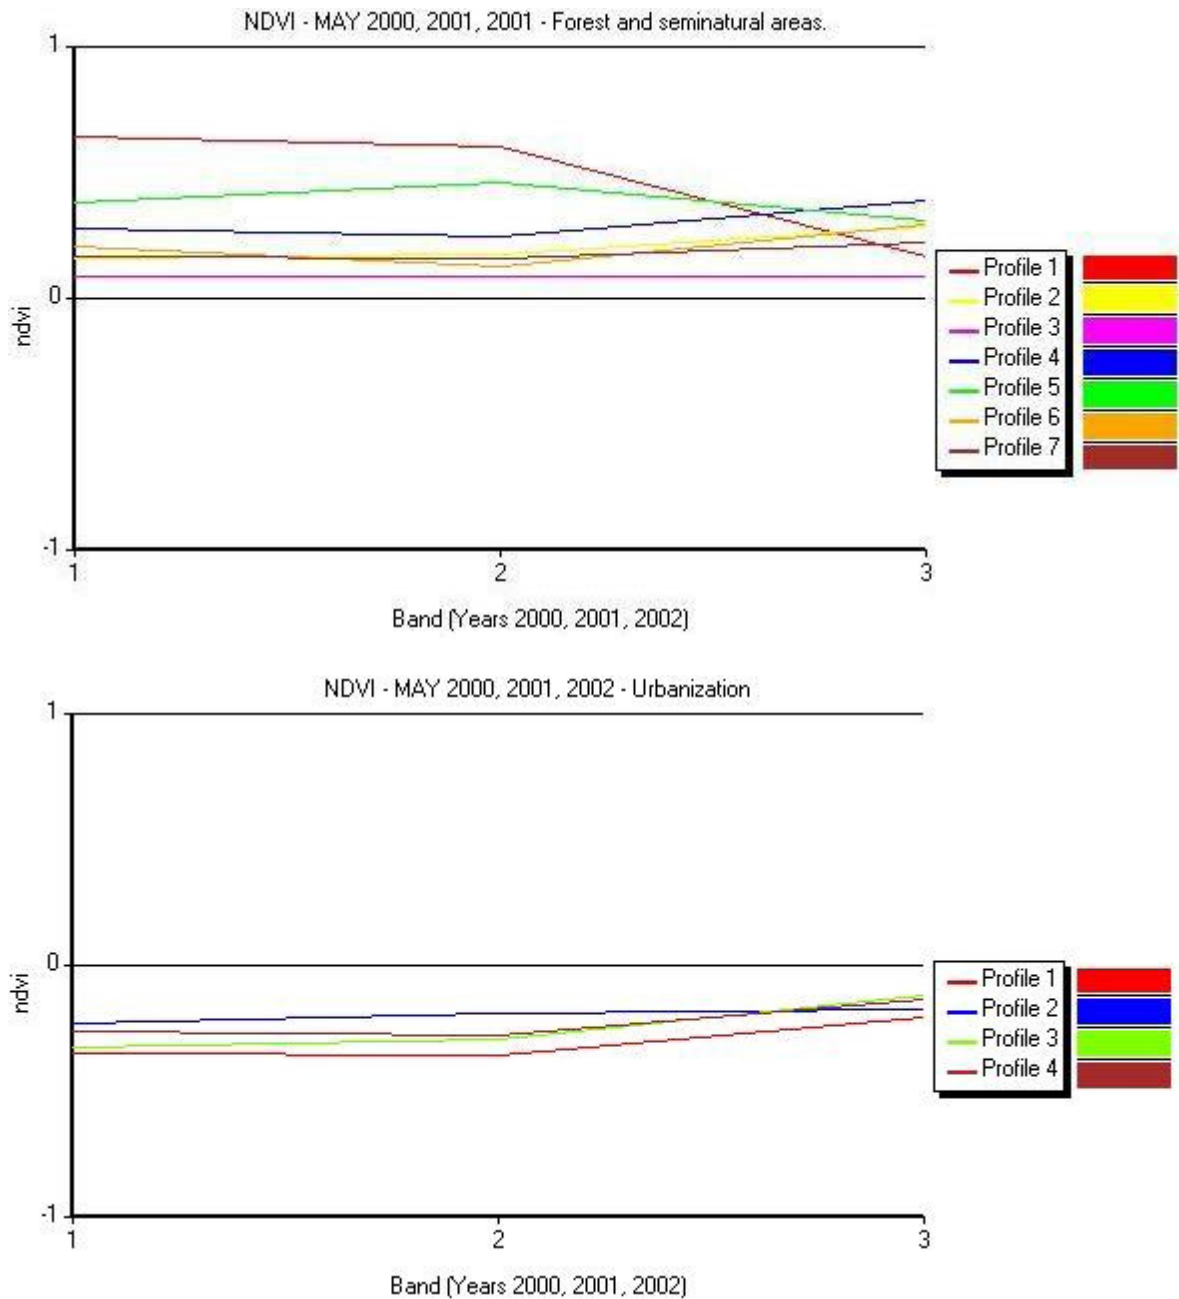 NDVI - MAY 2000, 2001, 2001 - Forest and seminatural areas.
1
0
ndvi
-1
1 2 3
Band (Years 2000, 2001, 2002)
Profile 1
Profile 2
Profile 3
Profile 4
Profile 5
Profile 6
Profile 7
NDVI - MAY 2000, 2001, 2002 - Urbanization
1
0
ndvi
-1
1 2 3
Band (Years 2000, 2001, 2002)
Profile 1
Profile 2
Profile 3
Profile 4